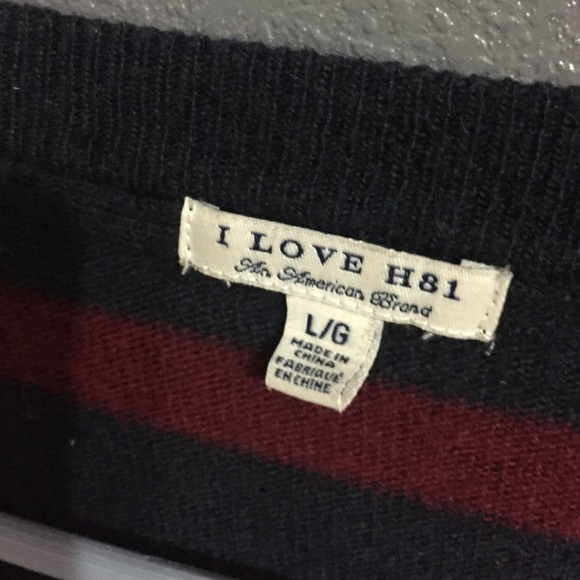 I LOVE H81
An American Brand
L/G
MADE IN
CHINA
FABRIQUÉ
EN CHINE